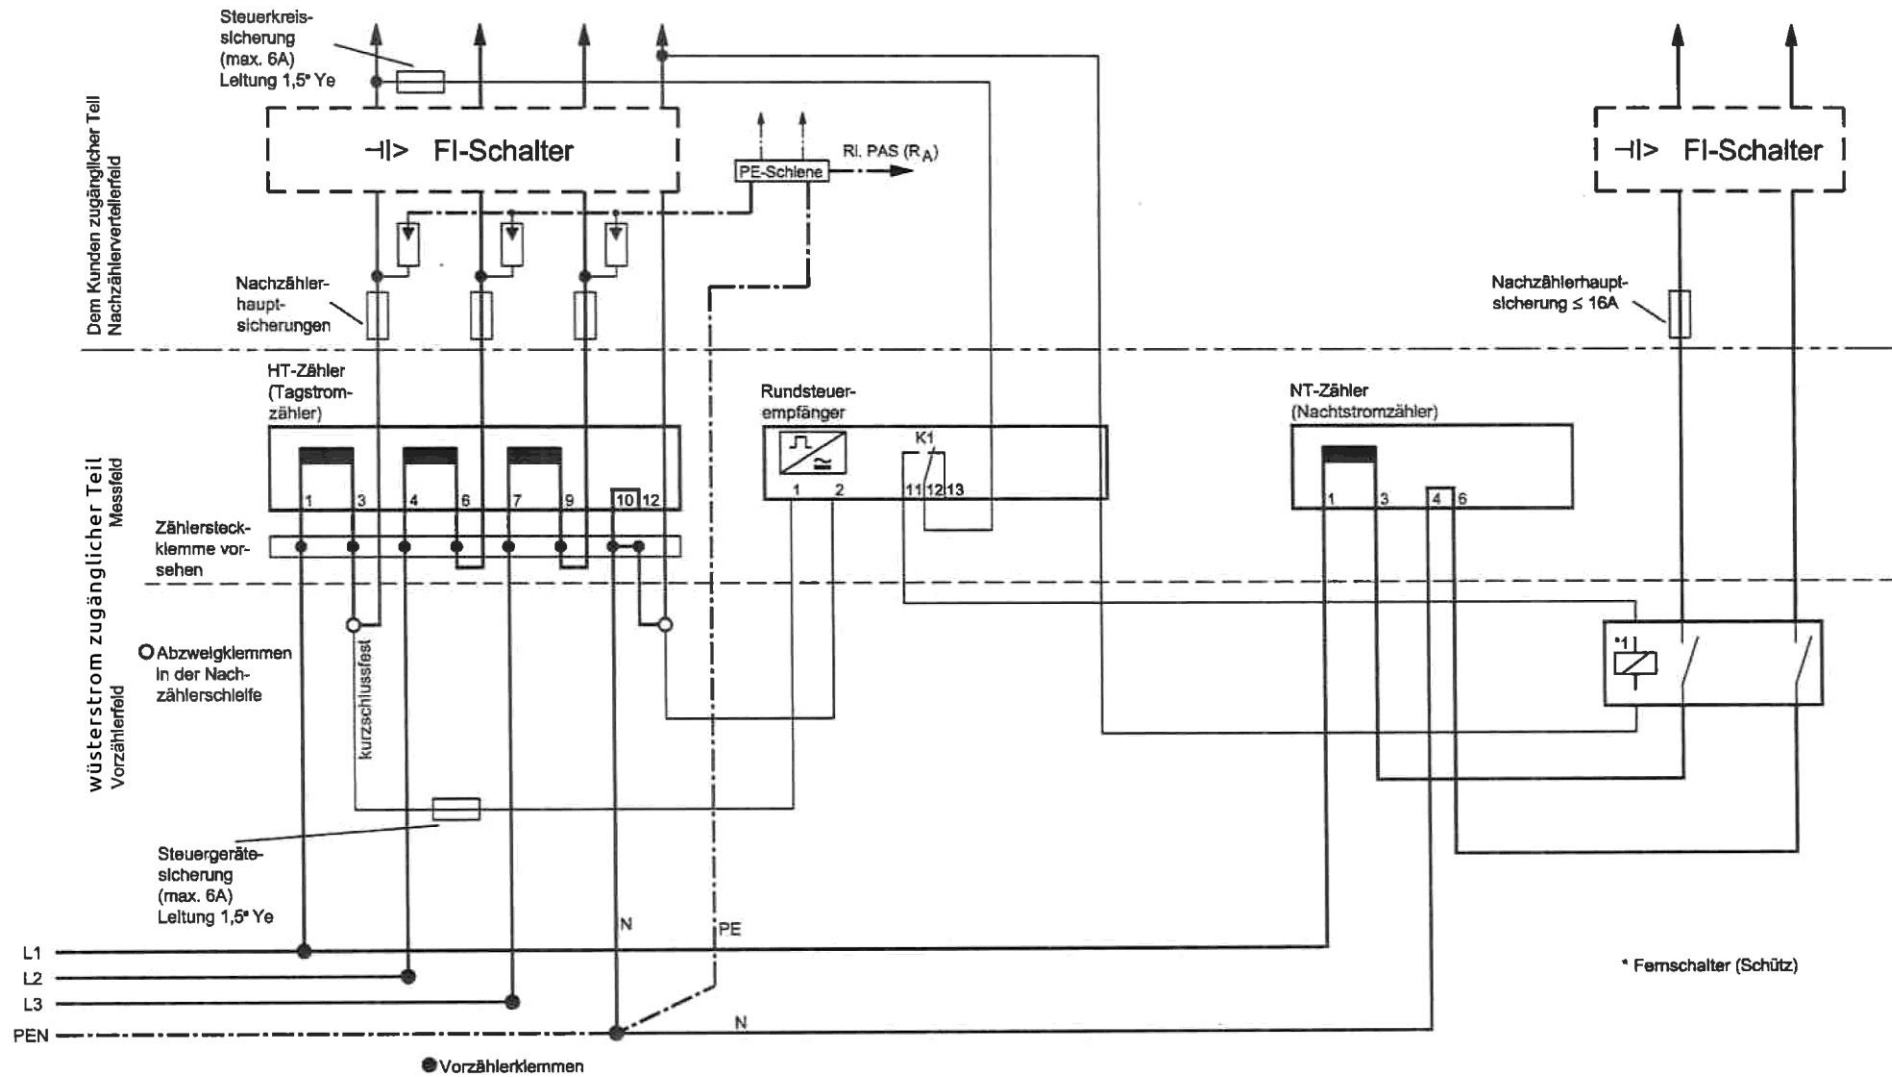 Steuerkreis-
sicherung
(max. 6A)
Leitung 1,5² Ye
Dem Kunden zugänglicher Teil
Nachzählerverteilerfeld
⊣I> FI-Schalter
PE-Schiene
Ri. PAS (RA)
⊣I> FI-Schalter
Nachzähler-
haupt-
sicherungen
Nachzählerhaupt-
sicherung ≤ 16A
HT-Zähler
(Tagstrom-
zähler)
1 3 4 6 7 9 10 12
Rundsteuer-
empfänger
K1
1 2 11 12 13
NT-Zähler
(Nachtstromzähler)
1 3 4 6
wüsterstrom zugänglicher Teil
Messfeld
Vorzählerfeld
Zählersteck-
klemme vor-
sehen
Abzweigklemmen
in der Nach-
zählerschleife
kurzschlussfest
*1
Steuergeräte-
sicherung
(max. 6A)
Leitung 1,5² Ye
N
PE
L1
L2
L3
PEN
N
* Fernschalter (Schütz)
Vorzählerklemmen